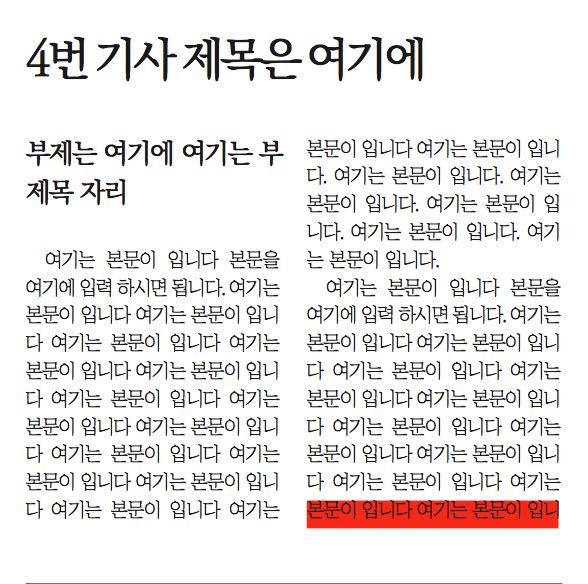 4번 기사 제목은 여기에
부제는 여기에 여기는 부
제목 자리
여기는 본문이 입니다 본문을
여기에 입력 하시면 됩니다. 여기는
본문이 입니다 여기는 본문이 입니
다 여기는 본문이 입니다 여기는
본문이 입니다 여기는 본문이 입니
다 여기는 본문이 입니다 여기는
본문이 입니다 여기는 본문이 입니
다 여기는 본문이 입니다 여기는
본문이 입니다 여기는 본문이 입니
다 여기는 본문이 입니다 여기는
본문이 입니다 여기는 본문이 입니
다. 여기는 본문이 입니다. 여기는
본문이 입니다. 여기는 본문이 입
니다. 여기는 본문이 입니다. 여기
는 본문이 입니다.
여기는 본문이 입니다 본문을
여기에 입력 하시면 됩니다. 여기는
본문이 입니다 여기는 본문이 입니
다 여기는 본문이 입니다 여기는
본문이 입니다 여기는 본문이 입니
다 여기는 본문이 입니다 여기는
본문이 입니다 여기는 본문이 입니
다 여기는 본문이 입니다 여기는
본문이 입니다 여기는 본문이 입니